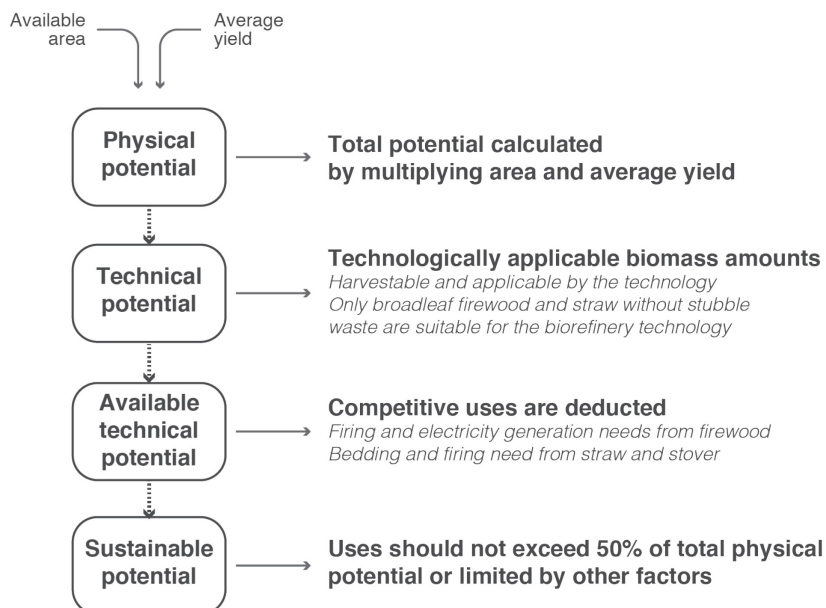 Available
area
Average
yield
Physical
potential
Total potential calculated
by multiplying area and average yield
Technical
potential
Technologically applicable biomass amounts
Harvestable and applicable by the technology
Only broadleaf firewood and straw without stubble
waste are suitable for the biorefinery technology
Available
technical
potential
Competitive uses are deducted
Firing and electricity generation needs from firewood
Bedding and firing need from straw and stover
Sustainable
potential
Uses should not exceed 50% of total physical
potential or limited by other factors